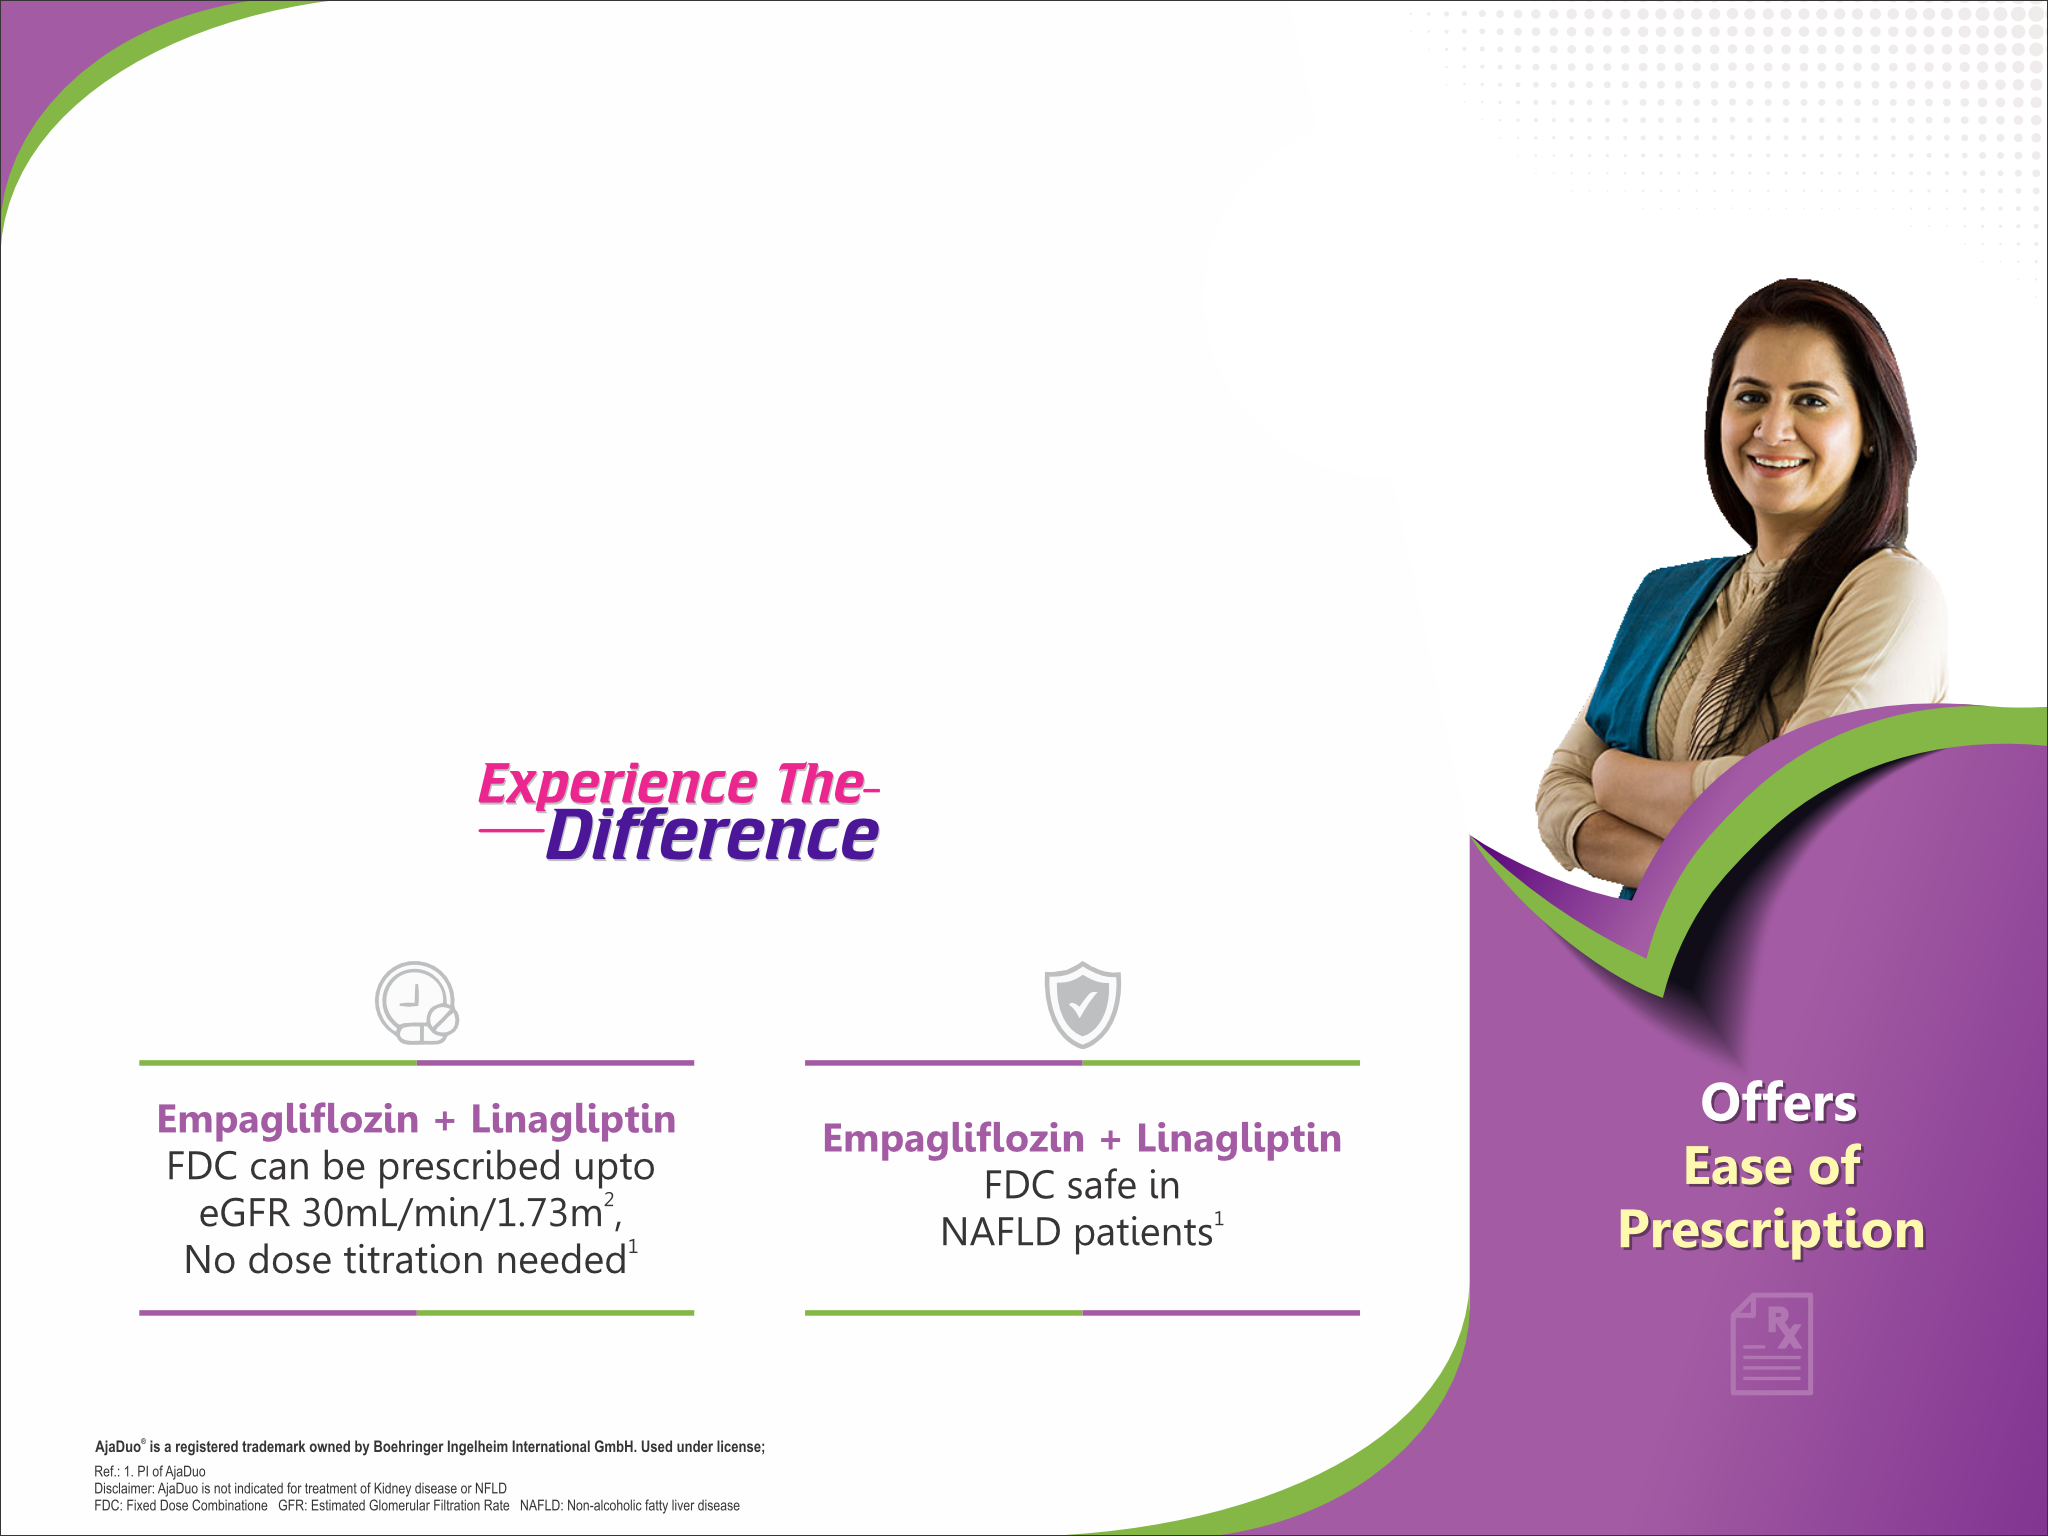 Experience The
Difference
Empagliflozin + Linagliptin
FDC can be prescribed upto
eGFR 30mL/min/1.73m²,
No dose titration needed¹
Empagliflozin + Linagliptin
FDC safe in
NAFLD patients¹
Offers
Ease of
Prescription
Rx
AjaDuo® is a registered trademark owned by Boehringer Ingelheim International GmbH. Used under license;
Ref.: 1. PI of AjaDuo
Disclaimer: AjaDuo is not indicated for treatment of Kidney disease or NFLD
FDC: Fixed Dose Combinatione GFR: Estimated Glomerular Filtration Rate NAFLD: Non-alcoholic fatty liver disease